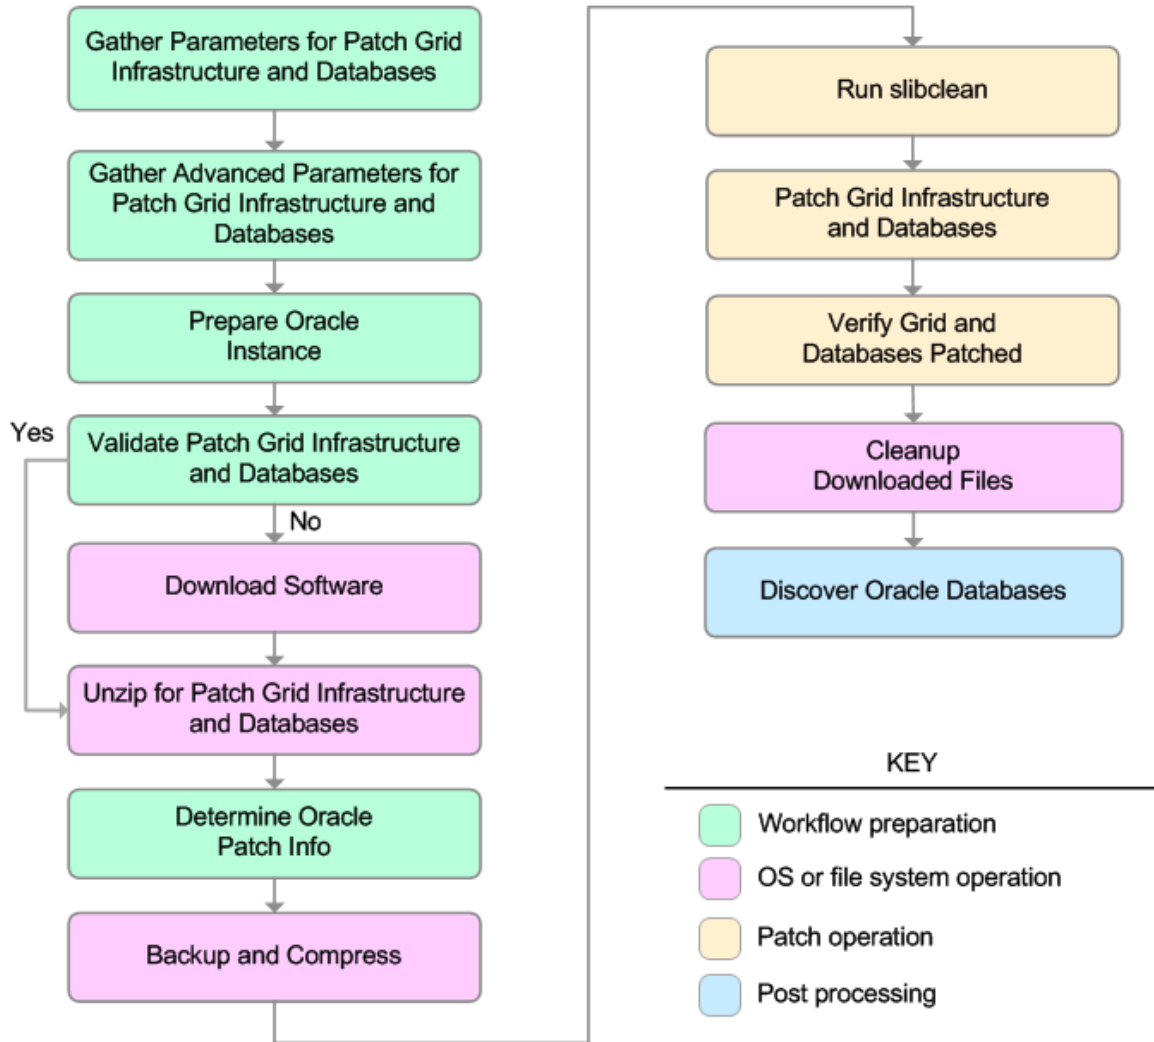 Gather Parameters for Patch Grid
Infrastructure and Databases
Gather Advanced Parameters for
Patch Grid Infrastructure and
Databases
Prepare Oracle
Instance
Yes
Validate Patch Grid Infrastructure
and Databases
No
Download Software
Unzip for Patch Grid Infrastructure
and Databases
Determine Oracle
Patch Info
Backup and Compress
Run slibclean
Patch Grid Infrastructure
and Databases
Verify Grid and
Databases Patched
Cleanup
Downloaded Files
Discover Oracle Databases
KEY
Workflow preparation
OS or file system operation
Patch operation
Post processing